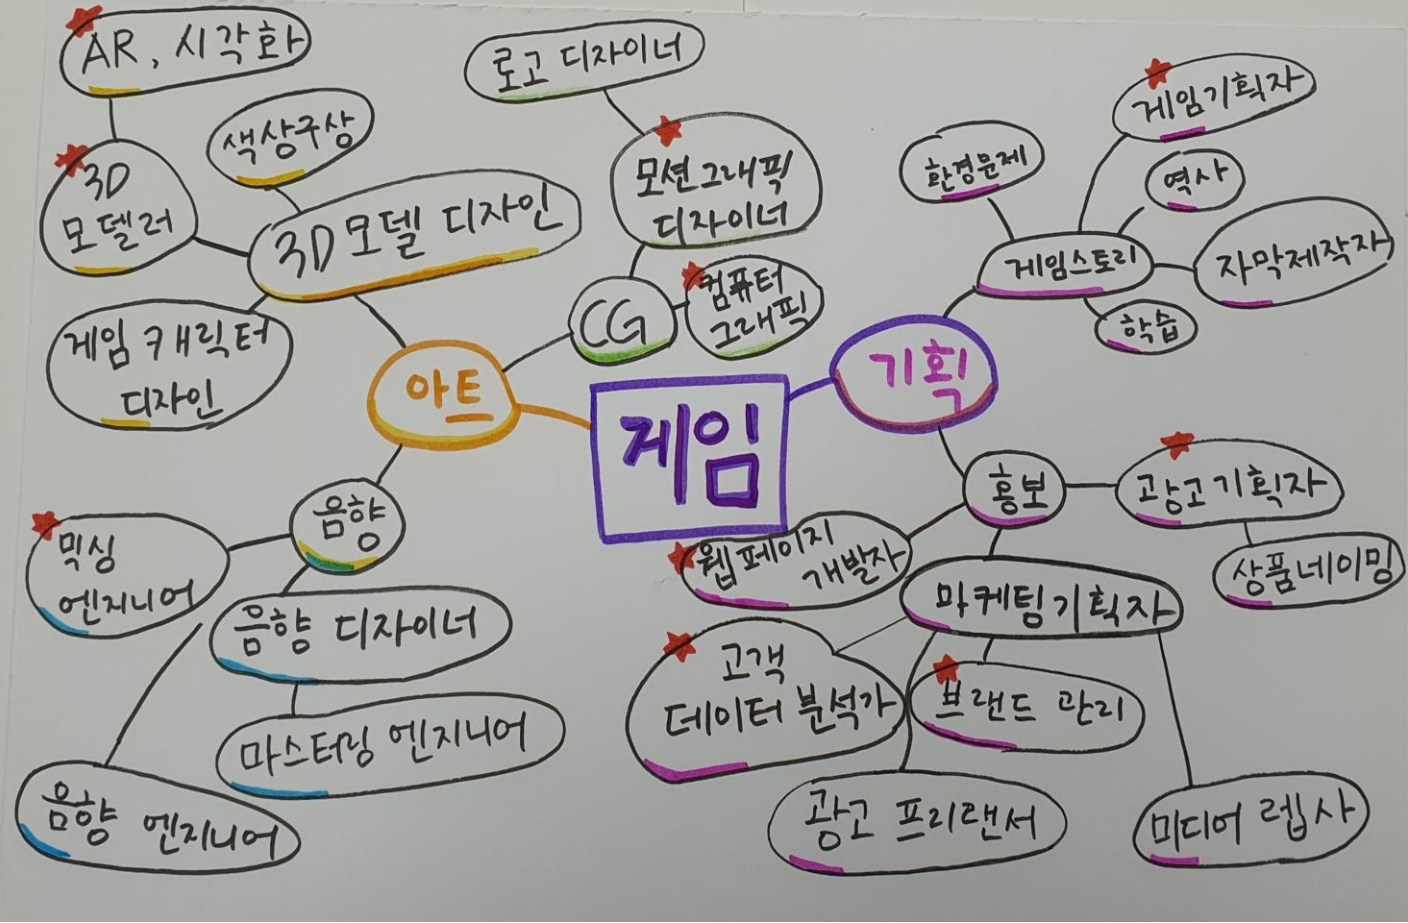 AR, 시각화
색상구상
3D
모델러
3D 모델 디자인
게임 캐릭터
디자인
로고 디자이너
모션그래픽
디자이너
CG
컴퓨터
그래픽
아트
게임
기획
환경문제
게임기획자
역사
게임스토리
자막제작자
학습
홍보
광고기획자
상품네이밍
웹페이지
개발자
마케팅기획자
고객
데이터 분석가
브랜드 관리
광고 프리랜서
미디어 렙사
음향
믹싱
엔지니어
음향 디자이너
마스터링 엔지니어
음향 엔지니어